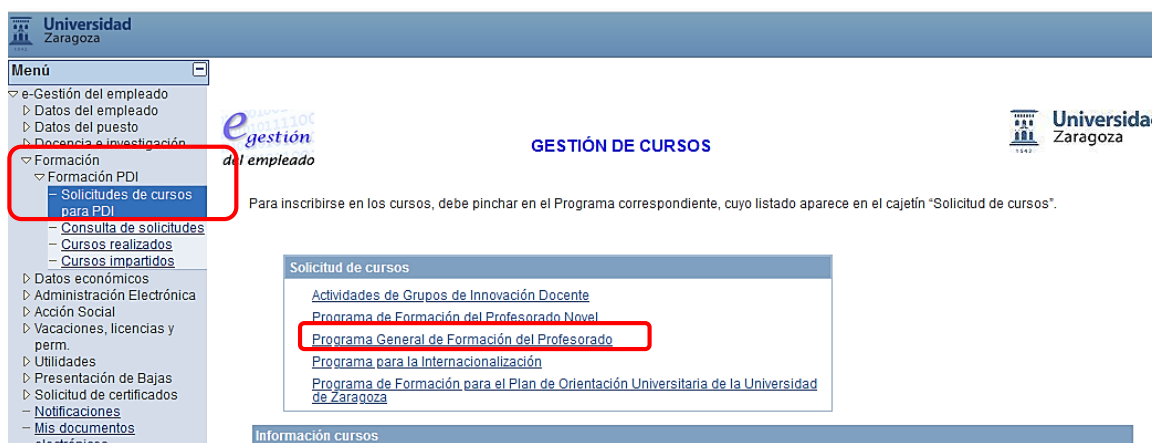 Universidad
Zaragoza
1542
Menú
e-Gestión del empleado
Datos del empleado
Datos del puesto
Docencia e investigación
Formación
Formación PDI
Solicitudes de cursos
para PDI
Consulta de solicitudes
Cursos realizados
Cursos impartidos
Datos económicos
Administración Electrónica
Acción Social
Vacaciones, licencias y
perm.
Utilidades
Presentación de Bajas
Solicitud de certificados
Notificaciones
Mis documentos
electrónicos
e
gestión
del empleado
GESTIÓN DE CURSOS
Universidad
Zaragoza
1542
Para inscribirse en los cursos, debe pinchar en el Programa correspondiente, cuyo listado aparece en el cajetín “Solicitud de cursos”.
Solicitud de cursos
Actividades de Grupos de Innovación Docente
Programa de Formación del Profesorado Novel
Programa General de Formación del Profesorado
Programa para la Internacionalización
Programa de Formación para el Plan de Orientación Universitaria de la Universidad
de Zaragoza
Información cursos